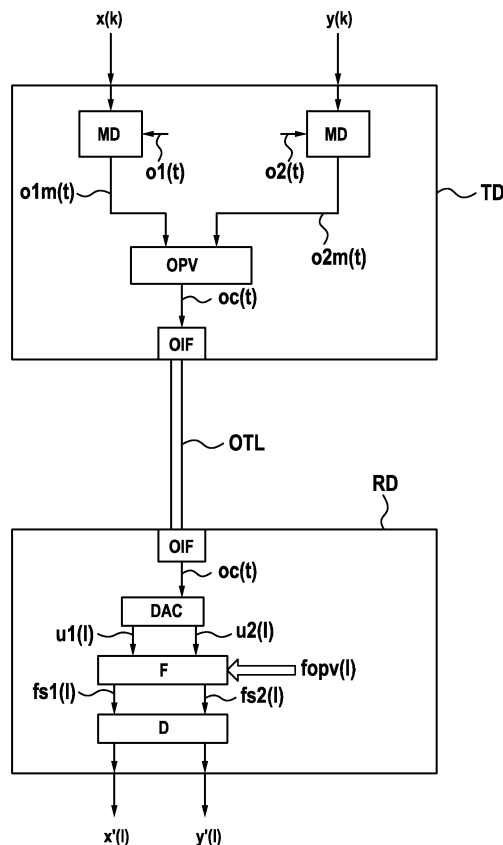 x(k) y(k)
MD MD
o1(t) o2(t)
o1m(t) TD
o2m(t)
OPV
oc(t)
OIF
OTL
RD
OIF
oc(t)
DAC
u1(l) u2(l)
F fopv(l)
fs1(l) fs2(l)
D
x'(l) y'(l)